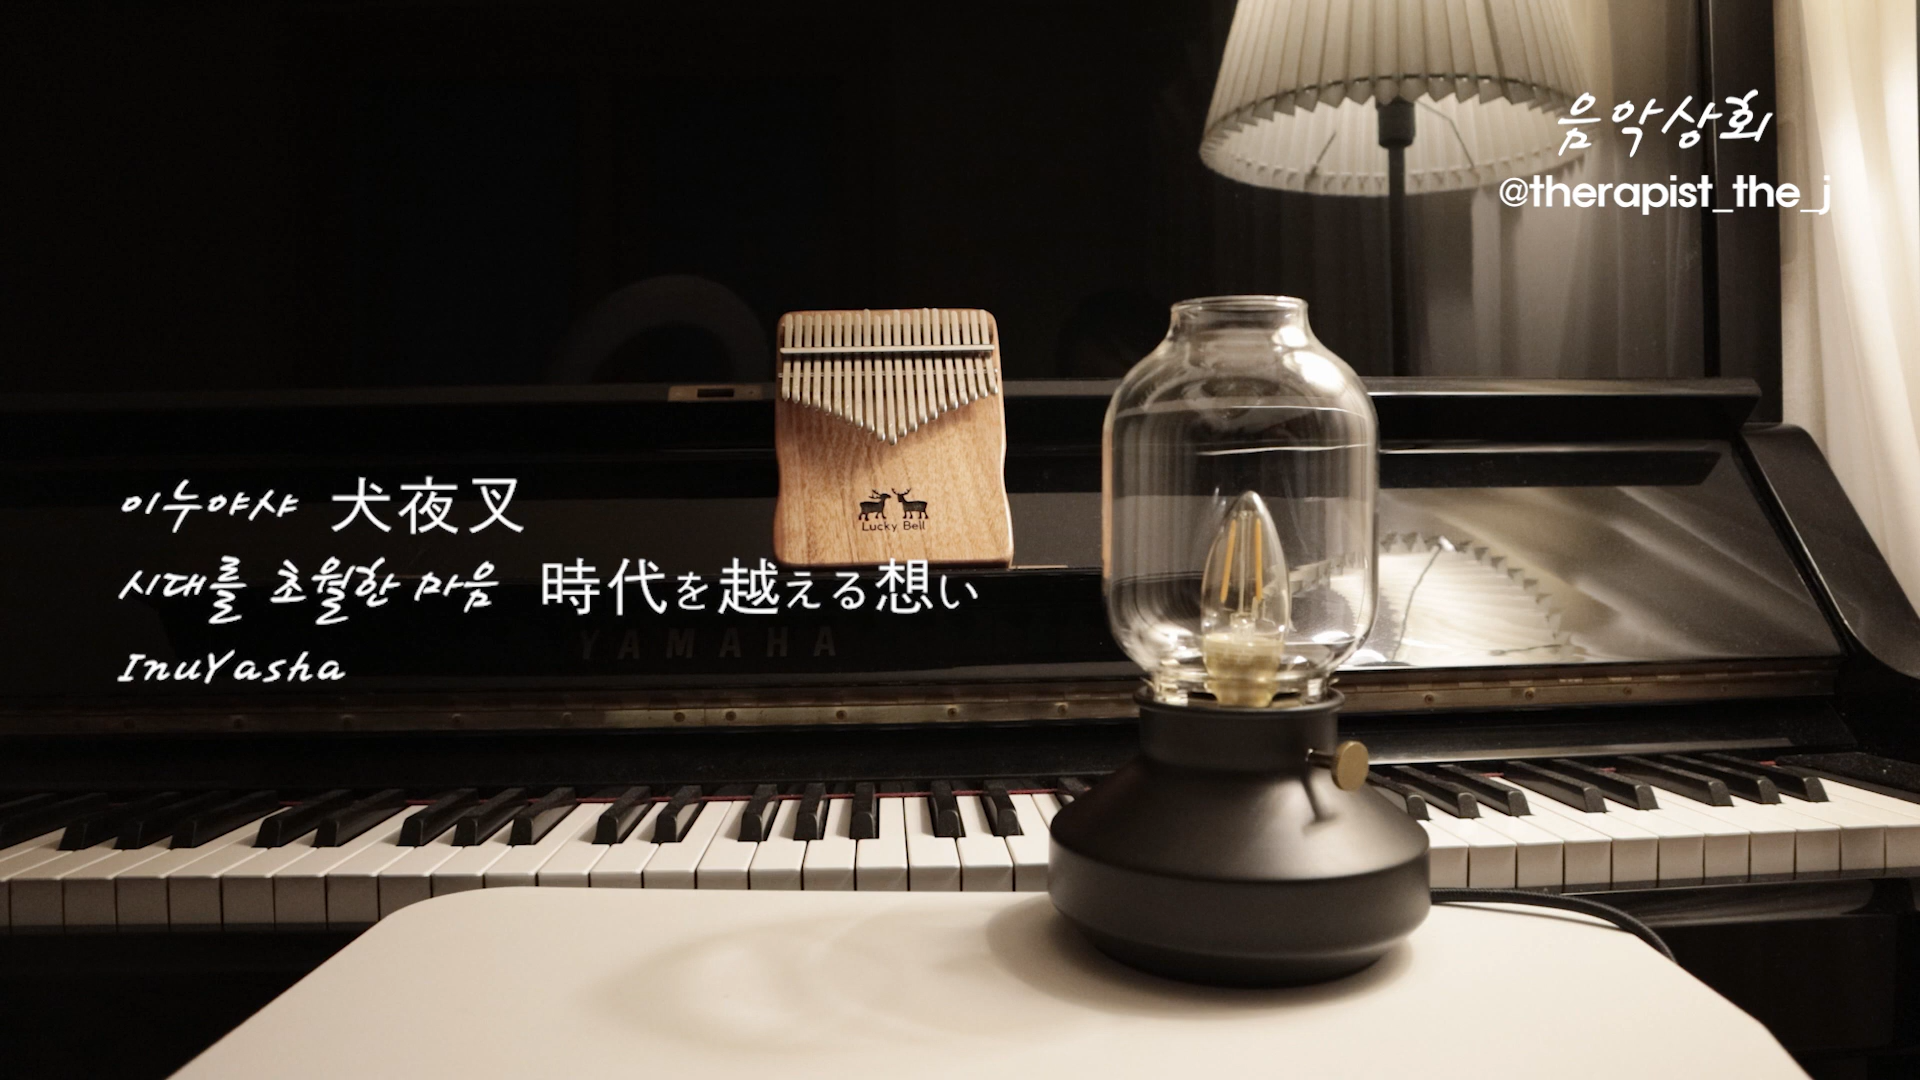 음악상회
@therapist_the_j
Lucky Bell
이누야샤 犬夜叉
시대를 초월한 마음 時代を越える想い
YAMAHA
InuYasha